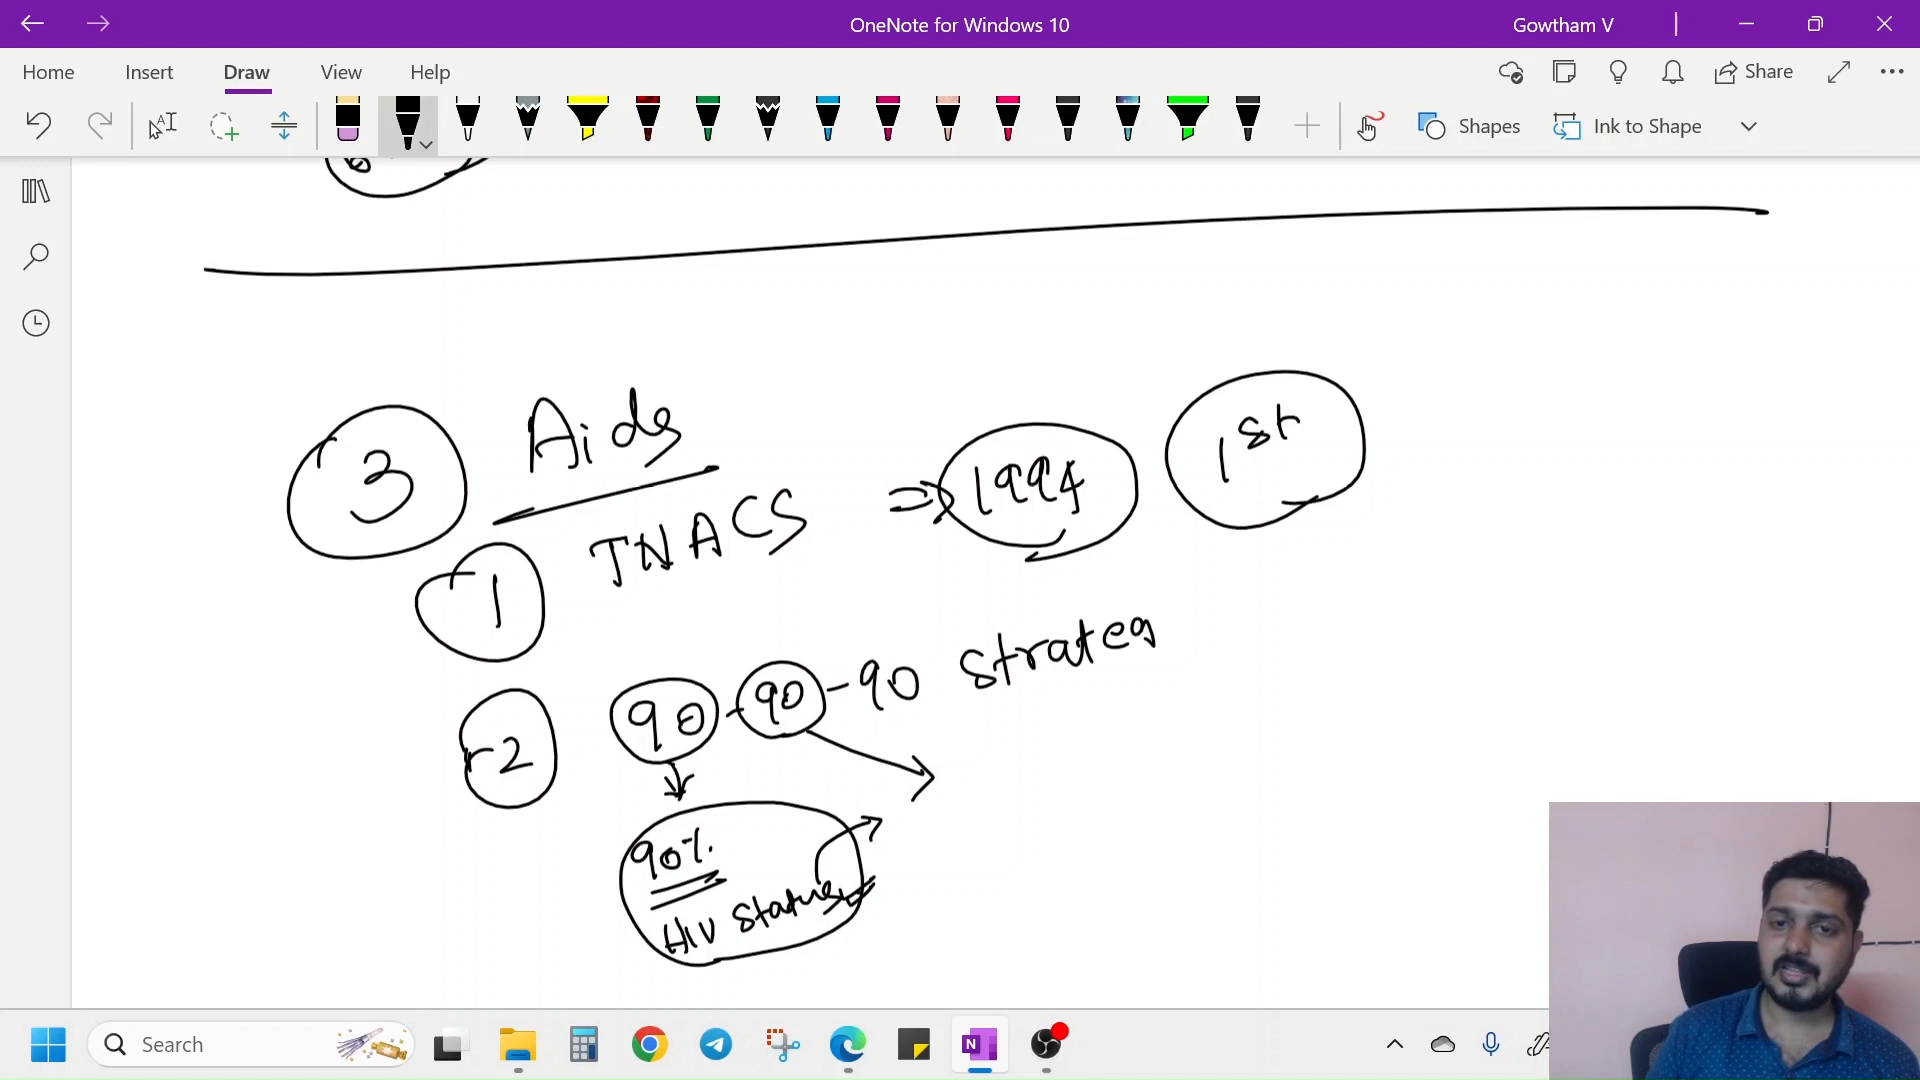 OneNote for Windows 10
Gowtham V
Home Insert Draw View Help
Share
Shapes
Ink to Shape
3 Aids
1st
1 TNACS ⇒ 1994
2 90-90-90 strateg
90%
HIV status
Search